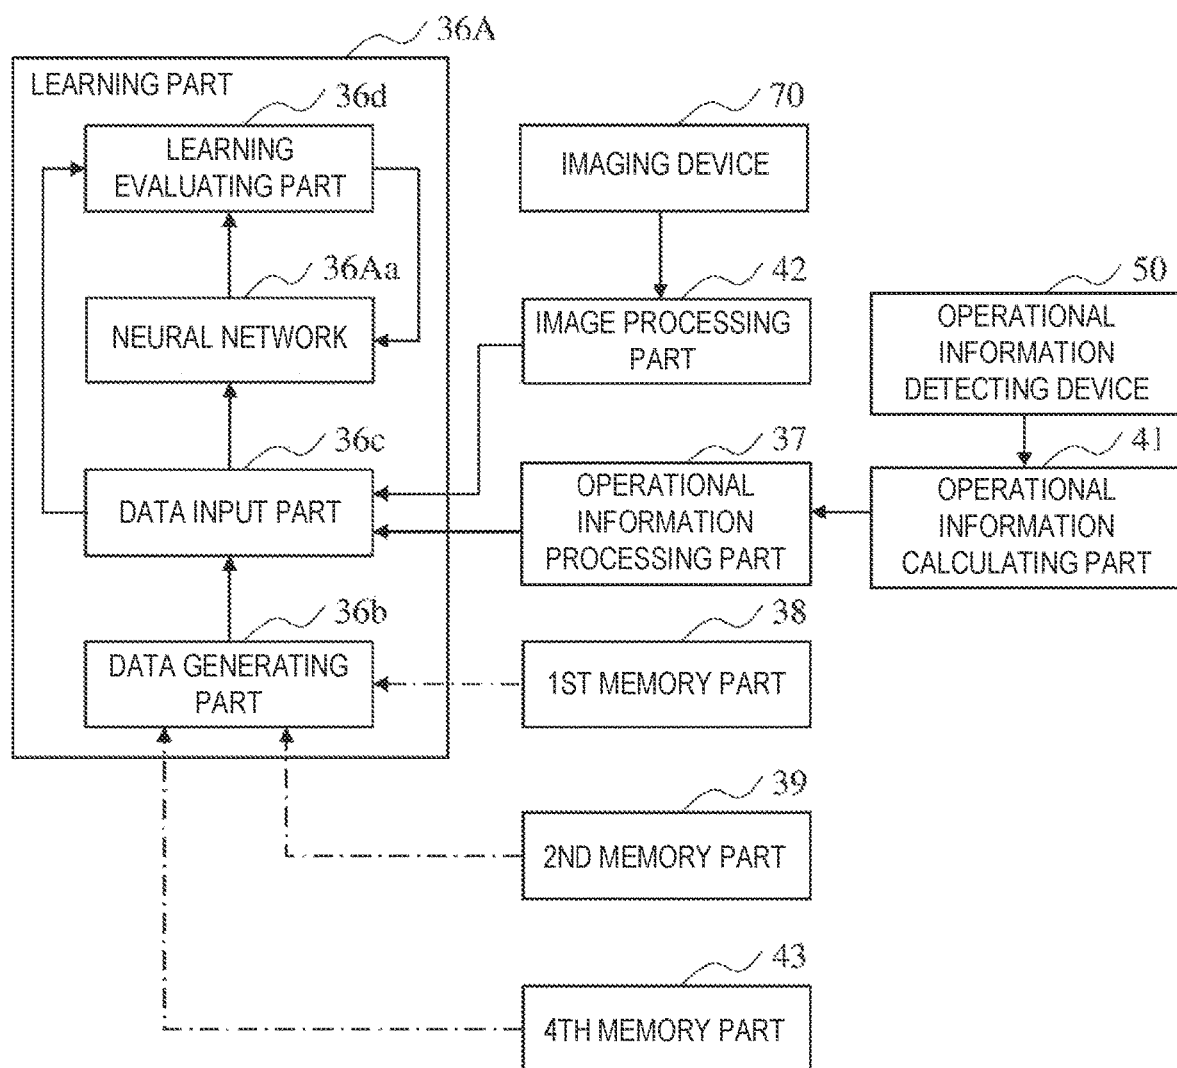 36A
LEARNING PART
36d
LEARNING
EVALUATING PART
70
IMAGING DEVICE
36Aa
NEURAL NETWORK
42
IMAGE PROCESSING
PART
50
OPERATIONAL
INFORMATION
DETECTING DEVICE
36c
DATA INPUT PART
37
OPERATIONAL
INFORMATION
PROCESSING PART
41
OPERATIONAL
INFORMATION
CALCULATING PART
36b
DATA GENERATING
PART
38
1ST MEMORY PART
39
2ND MEMORY PART
43
4TH MEMORY PART